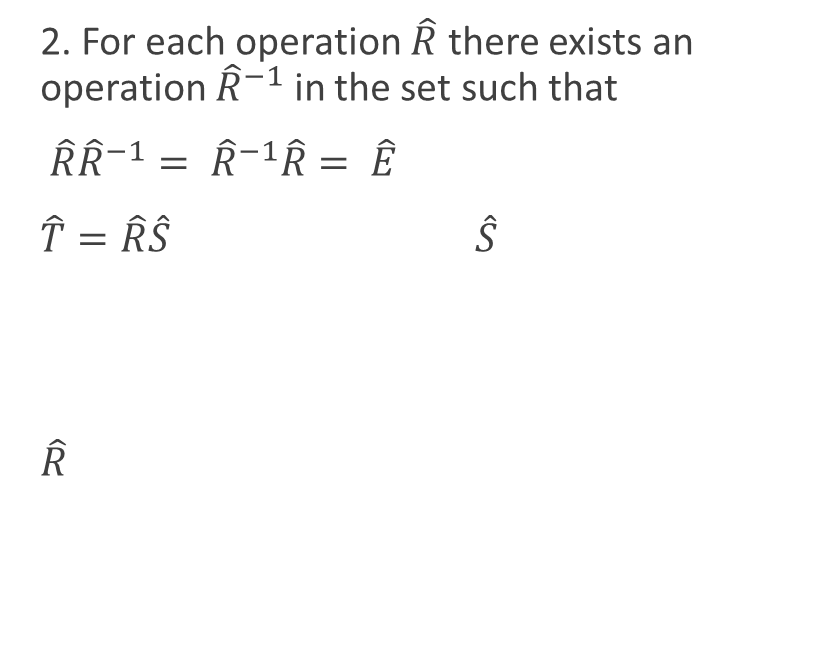 2. For each operation R̂ there exists an
operation R̂⁻¹ in the set such that
R̂R̂⁻¹ = R̂⁻¹R̂ = Ê
T̂ = R̂Ŝ Ŝ
R̂